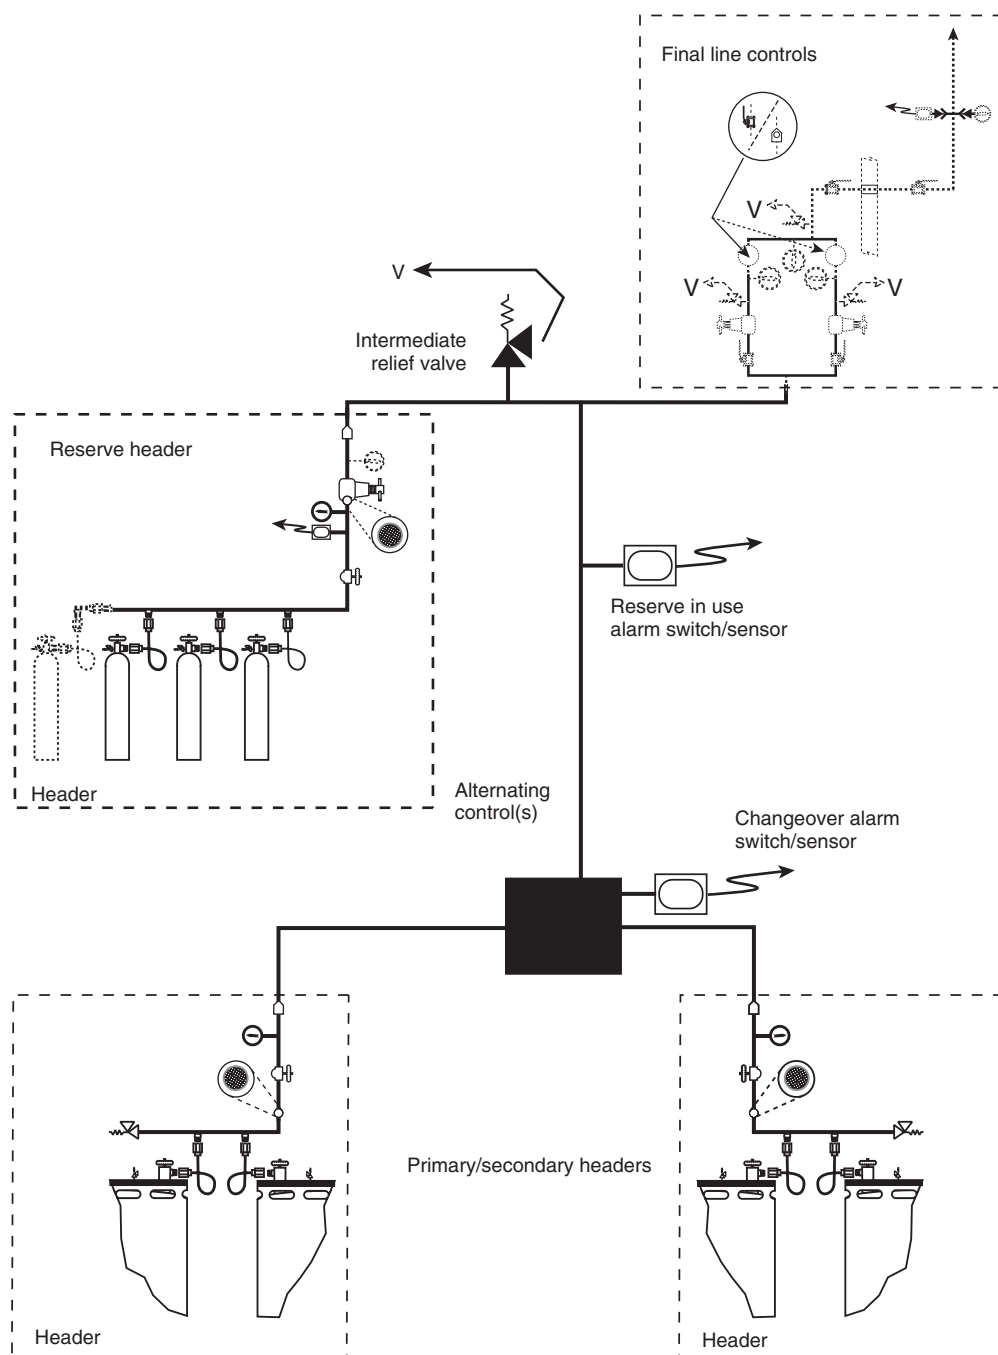 Final line controls
V
V
V
V
Intermediate
relief valve
Reserve header
Reserve in use
alarm switch/sensor
Header
Alternating
control(s)
Changeover alarm
switch/sensor
Primary/secondary headers
Header
Header